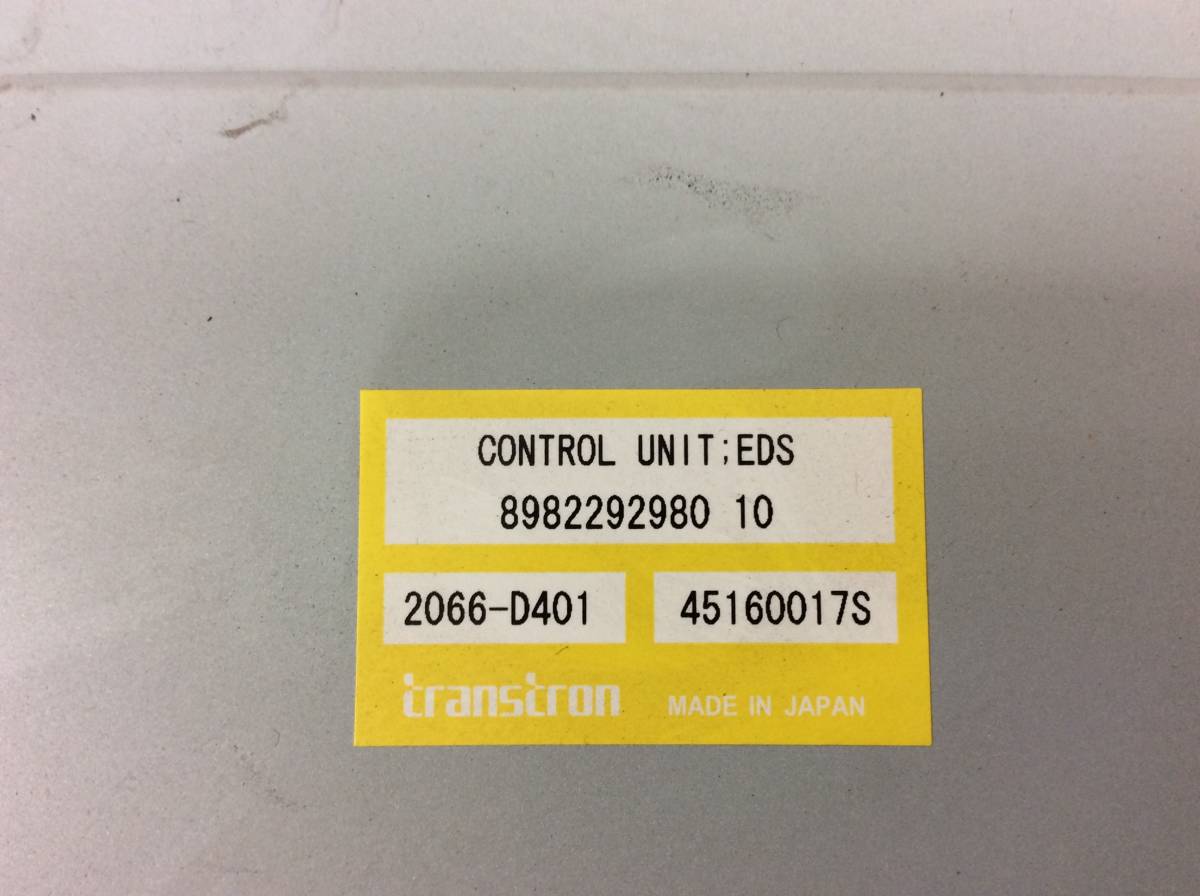 CONTROL UNIT;EDS
8982292980 10
2066-D401 45160017S
transtron MADE IN JAPAN